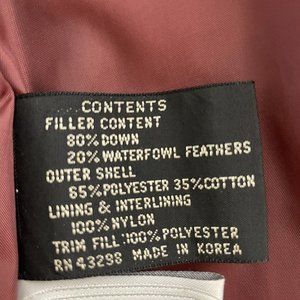 CONTENTS
FILLER CONTENT
80% DOWN
20% WATERFOWL FEATHERS
OUTER SHELL
65% POLYESTER 35% COTTON
LINING & INTERLINING
100% NYLON
TRIM FILL: 100% POLYESTER
RN 43298 MADE IN KOREA